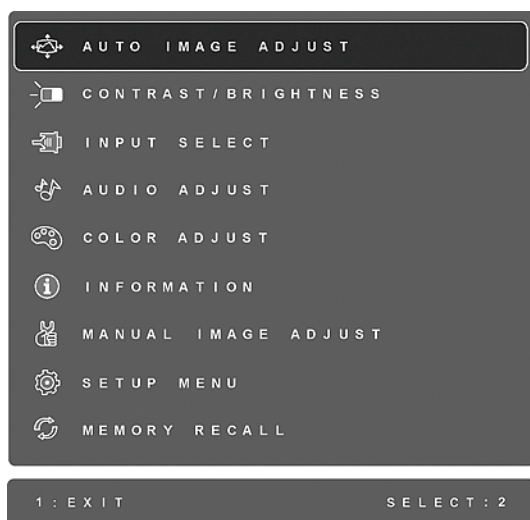 AUTO IMAGE ADJUST
CONTRAST/BRIGHTNESS
INPUT SELECT
AUDIO ADJUST
COLOR ADJUST
INFORMATION
MANUAL IMAGE ADJUST
SETUP MENU
MEMORY RECALL
1:EXIT SELECT:2